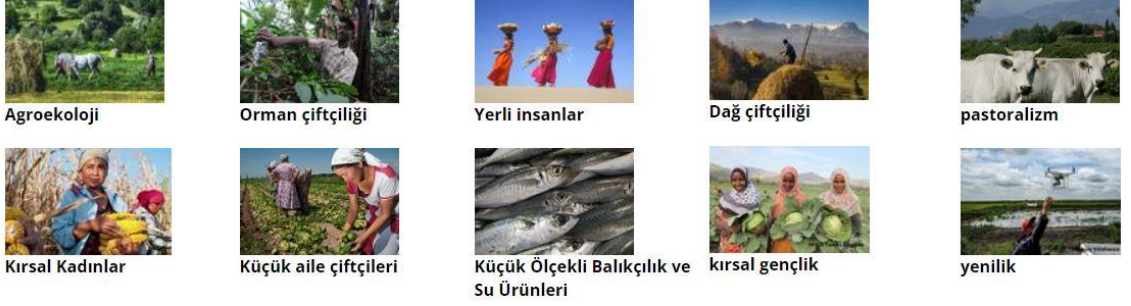 Agroekoloji
Orman çiftçiliği
Yerli insanlar
Dağ çiftçiliği
pastoralizm
Kırsal Kadınlar
Küçük aile çiftçileri
Küçük Ölçekli Balıkçılık ve
Su Ürünleri
kırsal gençlik
yenilik